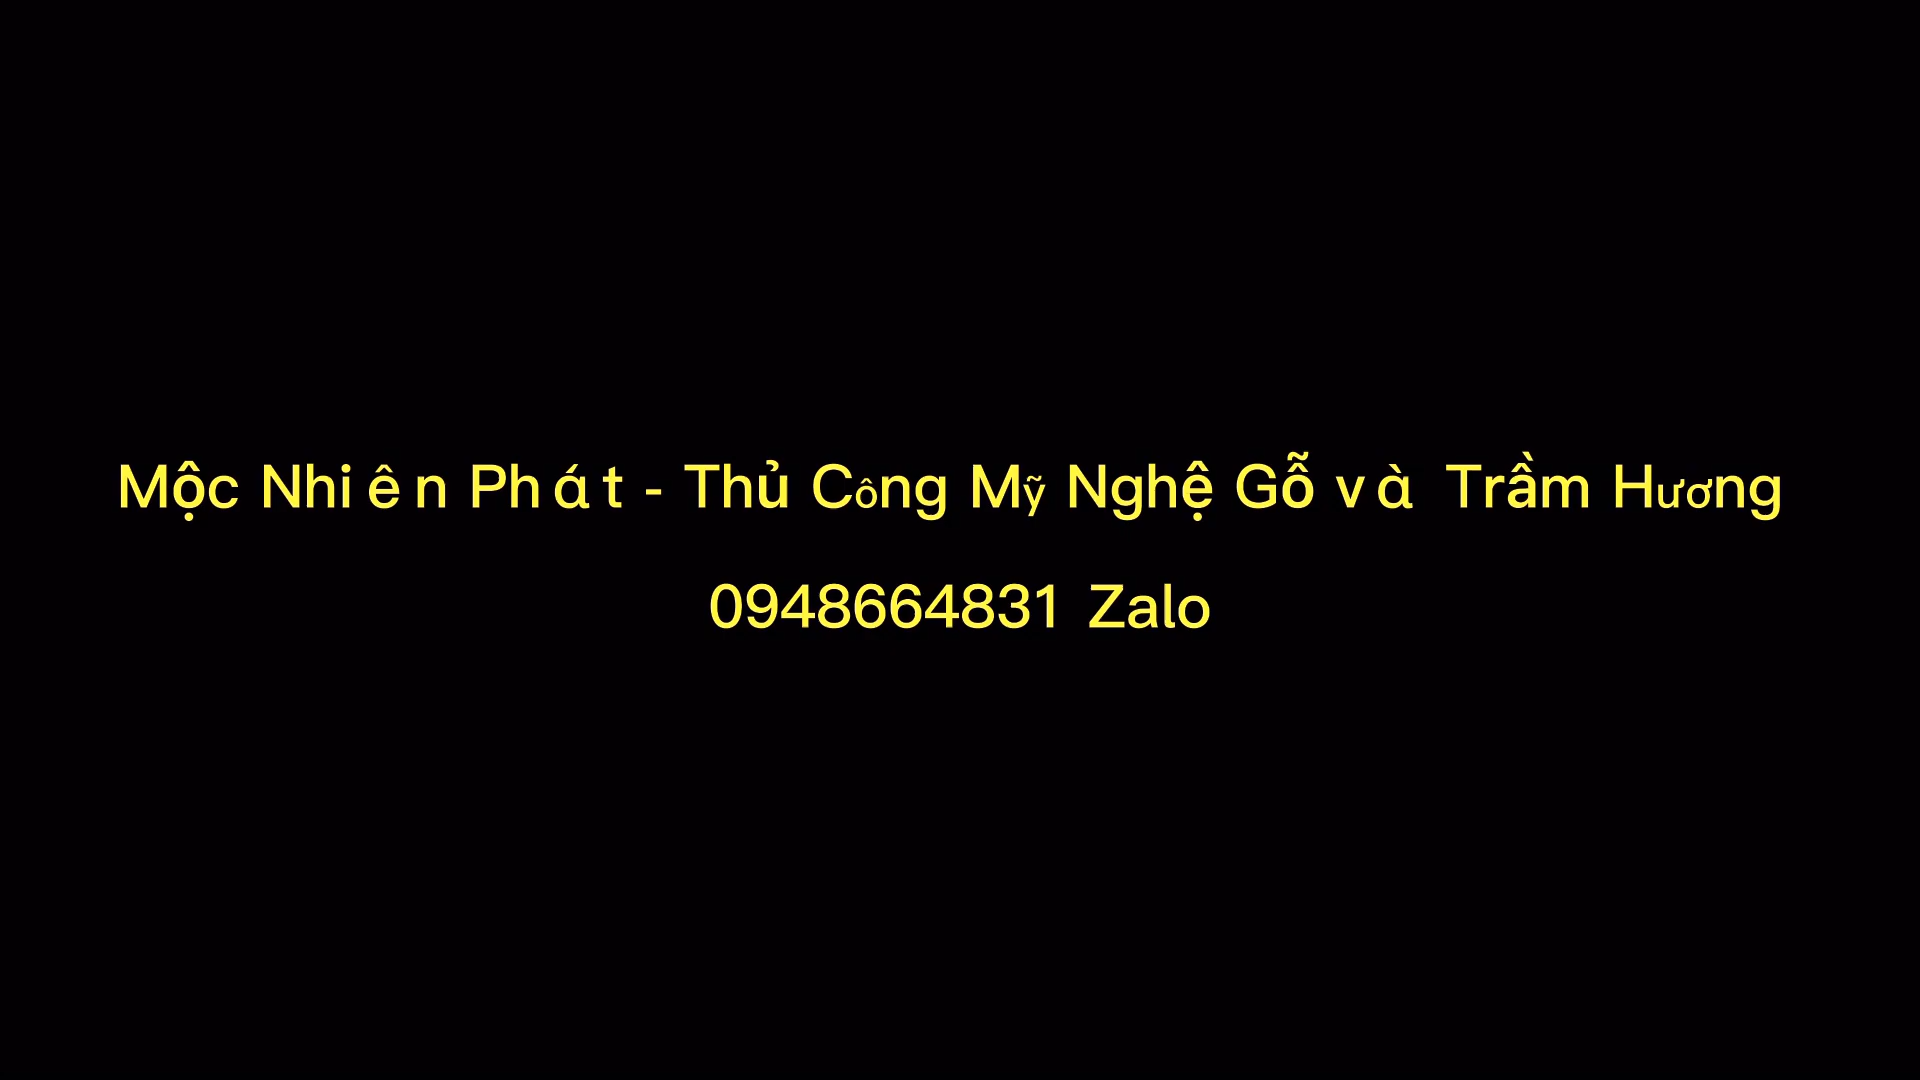 Mộc Nhiên Phát - Thủ Công Mỹ Nghệ Gỗ và Trầm Hương
0948664831 Zalo